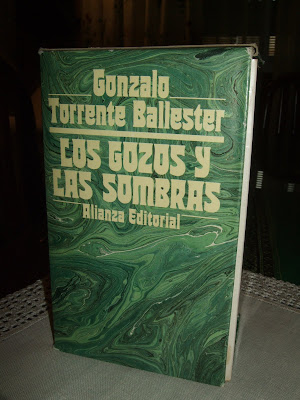 Gonzalo
Torrente Ballester
LOS GOZOS Y
LAS SOMBRAS
Alianza Editorial